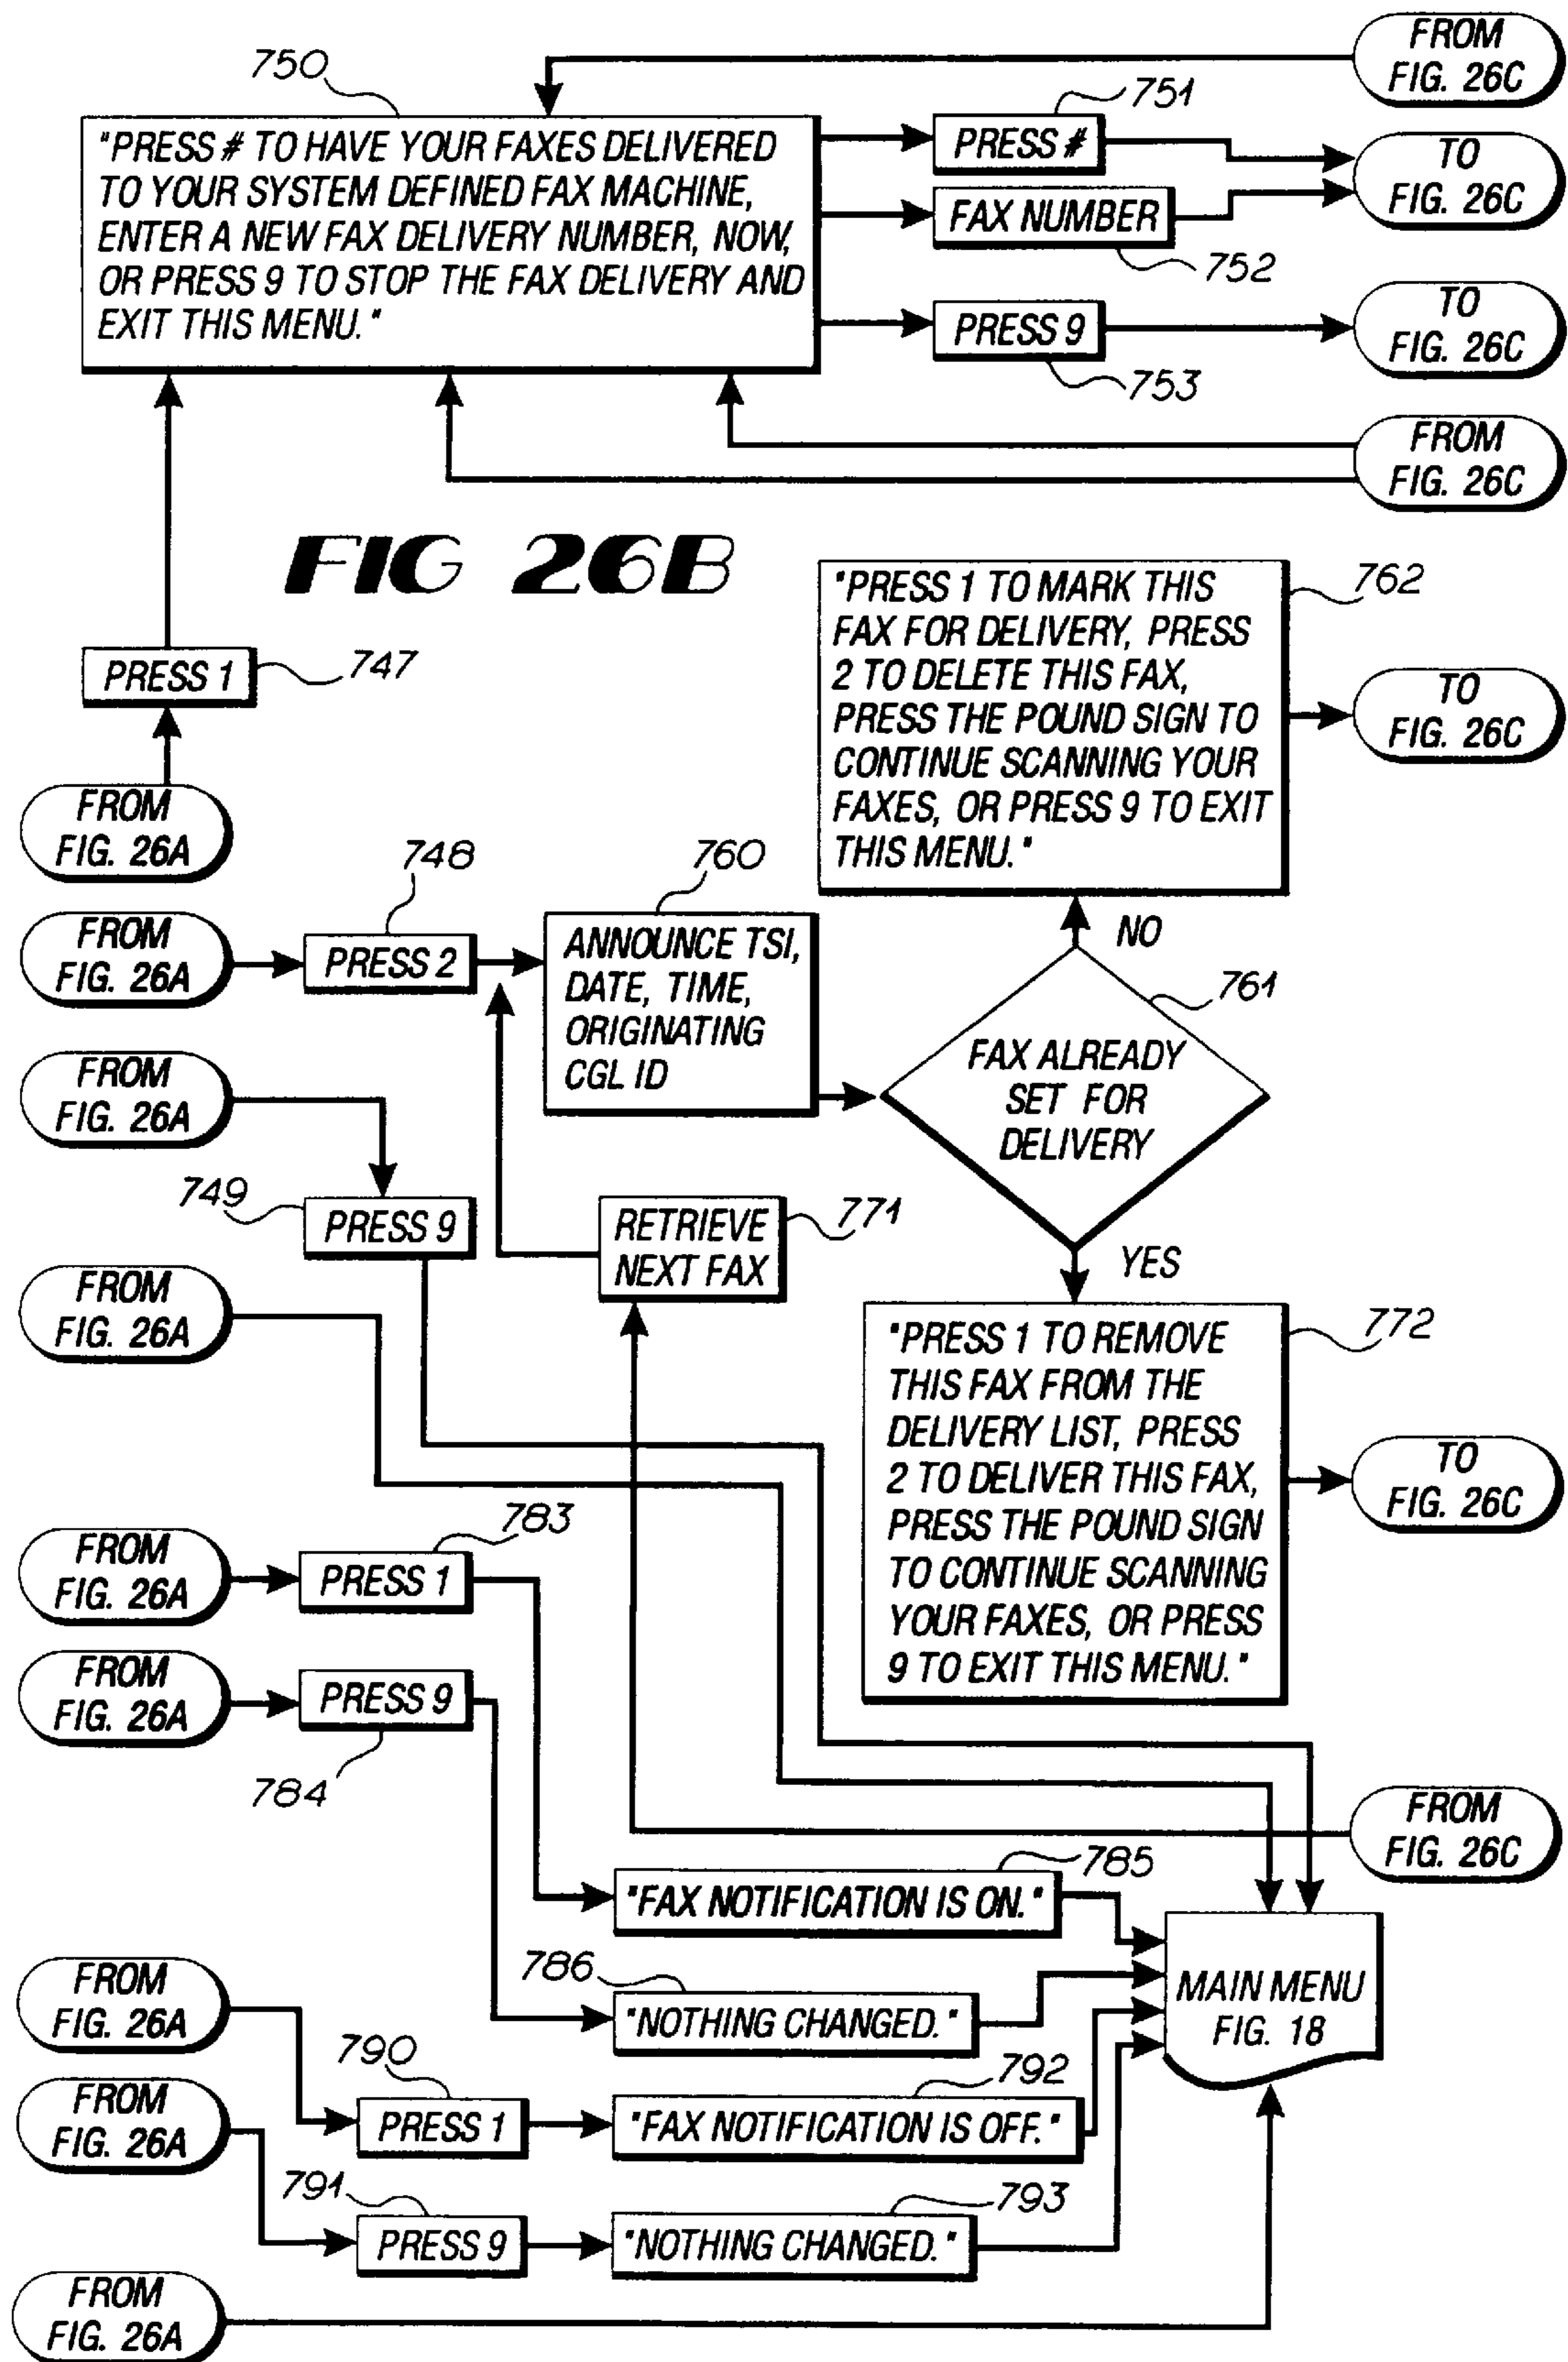 FROM
FIG. 26C
750
751
"PRESS # TO HAVE YOUR FAXES DELIVERED
TO YOUR SYSTEM DEFINED FAX MACHINE,
ENTER A NEW FAX DELIVERY NUMBER, NOW,
OR PRESS 9 TO STOP THE FAX DELIVERY AND
EXIT THIS MENU."
PRESS #
TO
FIG. 26C
FAX NUMBER
752
PRESS 9
TO
FIG. 26C
753
FROM
FIG. 26C
FIG 26B
"PRESS 1 TO MARK THIS
FAX FOR DELIVERY, PRESS
2 TO DELETE THIS FAX,
PRESS THE POUND SIGN TO
CONTINUE SCANNING YOUR
FAXES, OR PRESS 9 TO EXIT
THIS MENU."
762
PRESS 1
747
TO
FIG. 26C
FROM
FIG. 26A
748
760
FROM
FIG. 26A
PRESS 2
ANNOUNCE TSI,
DATE, TIME,
ORIGINATING
CGL ID
NO
761
FAX ALREADY
SET FOR
DELIVERY
FROM
FIG. 26A
749
PRESS 9
RETRIEVE
NEXT FAX
771
YES
FROM
FIG. 26A
"PRESS 1 TO REMOVE
THIS FAX FROM THE
DELIVERY LIST, PRESS
2 TO DELIVER THIS FAX,
PRESS THE POUND SIGN
TO CONTINUE SCANNING
YOUR FAXES, OR PRESS
9 TO EXIT THIS MENU."
772
TO
FIG. 26C
783
FROM
FIG. 26A
PRESS 1
FROM
FIG. 26A
PRESS 9
784
FROM
FIG. 26C
785
"FAX NOTIFICATION IS ON."
786
"NOTHING CHANGED."
MAIN MENU
FIG. 18
FROM
FIG. 26A
790
792
PRESS 1
"FAX NOTIFICATION IS OFF."
FROM
FIG. 26A
791
793
PRESS 9
"NOTHING CHANGED."
FROM
FIG. 26A